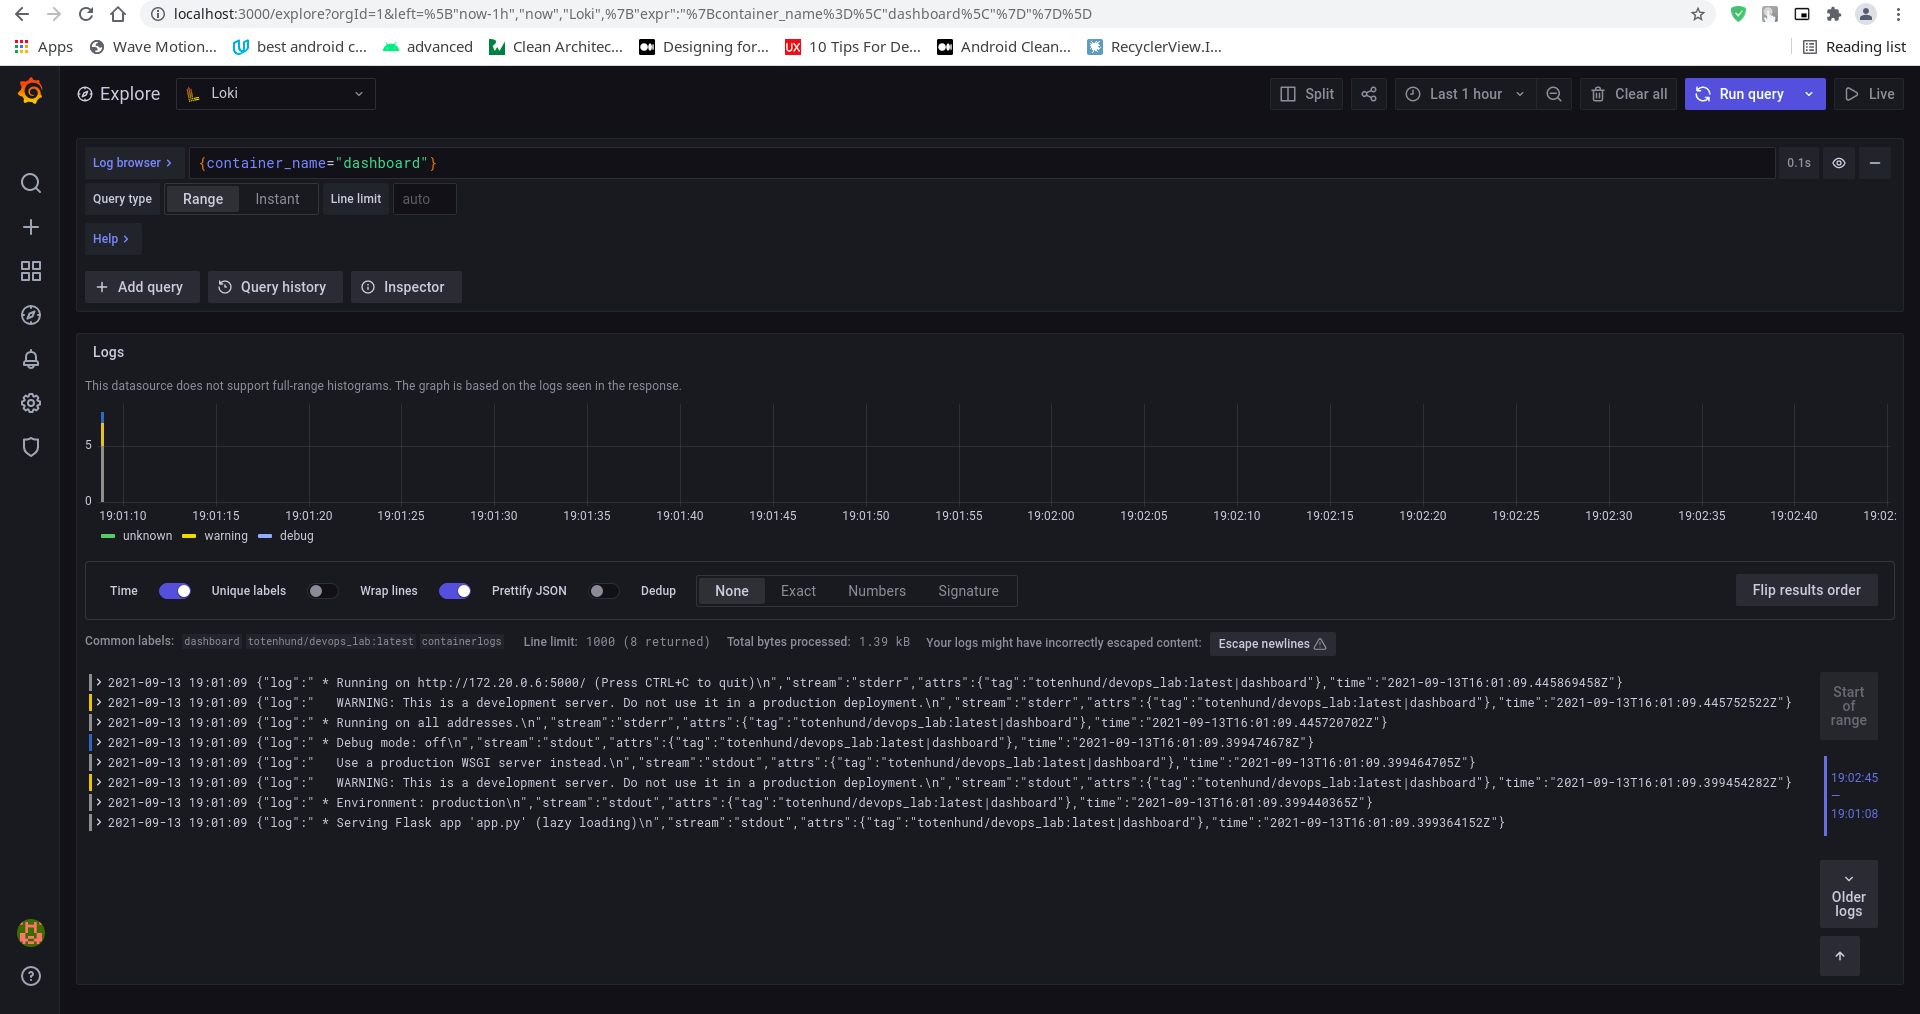 localhost:3000/explore?orgId=1&left=%5B"now-1h","now","Loki",%7B"expr":"%7Bcontainer_name%3D%5C"dashboard%5C"%7D"%7D%5D
Apps Wave Motion... best android c... advanced Clean Architec... Designing for... UX 10 Tips For De... Android Clean... RecyclerView.I... Reading list
Explore Loki Split Last 1 hour Clear all Run query Live
Log browser > {container_name="dashboard"} 0.1s
Query type Range Instant Line limit auto
Help >
+ Add query Query history Inspector
Logs
This datasource does not support full-range histograms. The graph is based on the logs seen in the response.
5
0
19:01:10 19:01:15 19:01:20 19:01:25 19:01:30 19:01:35 19:01:40 19:01:45 19:01:50 19:01:55 19:02:00 19:02:05 19:02:10 19:02:15 19:02:20 19:02:25 19:02:30 19:02:35 19:02:40 19:02:
unknown warning debug
Time Unique labels Wrap lines Prettify JSON Dedup None Exact Numbers Signature Flip results order
Common labels: dashboard totenhund/devops_lab:latest containerlogs Line limit: 1000 (8 returned) Total bytes processed: 1.39 kB Your logs might have incorrectly escaped content: Escape newlines
> 2021-09-13 19:01:09 {"log":" * Running on http://172.20.0.6:5000/ (Press CTRL+C to quit)\n","stream":"stderr","attrs":{"tag":"totenhund/devops_lab:latest|dashboard"},"time":"2021-09-13T16:01:09.445869458Z"}
> 2021-09-13 19:01:09 {"log":"   WARNING: This is a development server. Do not use it in a production deployment.\n","stream":"stderr","attrs":{"tag":"totenhund/devops_lab:latest|dashboard"},"time":"2021-09-13T16:01:09.445752522Z"}
> 2021-09-13 19:01:09 {"log":" * Running on all addresses.\n","stream":"stderr","attrs":{"tag":"totenhund/devops_lab:latest|dashboard"},"time":"2021-09-13T16:01:09.445720702Z"}
> 2021-09-13 19:01:09 {"log":" * Debug mode: off\n","stream":"stdout","attrs":{"tag":"totenhund/devops_lab:latest|dashboard"},"time":"2021-09-13T16:01:09.399474678Z"}
> 2021-09-13 19:01:09 {"log":"   Use a production WSGI server instead.\n","stream":"stdout","attrs":{"tag":"totenhund/devops_lab:latest|dashboard"},"time":"2021-09-13T16:01:09.399464705Z"}
> 2021-09-13 19:01:09 {"log":"   WARNING: This is a development server. Do not use it in a production deployment.\n","stream":"stdout","attrs":{"tag":"totenhund/devops_lab:latest|dashboard"},"time":"2021-09-13T16:01:09.399454282Z"}
> 2021-09-13 19:01:09 {"log":" * Environment: production\n","stream":"stdout","attrs":{"tag":"totenhund/devops_lab:latest|dashboard"},"time":"2021-09-13T16:01:09.399440365Z"}
> 2021-09-13 19:01:09 {"log":" * Serving Flask app 'app.py' (lazy loading)\n","stream":"stdout","attrs":{"tag":"totenhund/devops_lab:latest|dashboard"},"time":"2021-09-13T16:01:09.399364152Z"}
Start
of
range
19:02:45
—
19:01:08
Older
logs